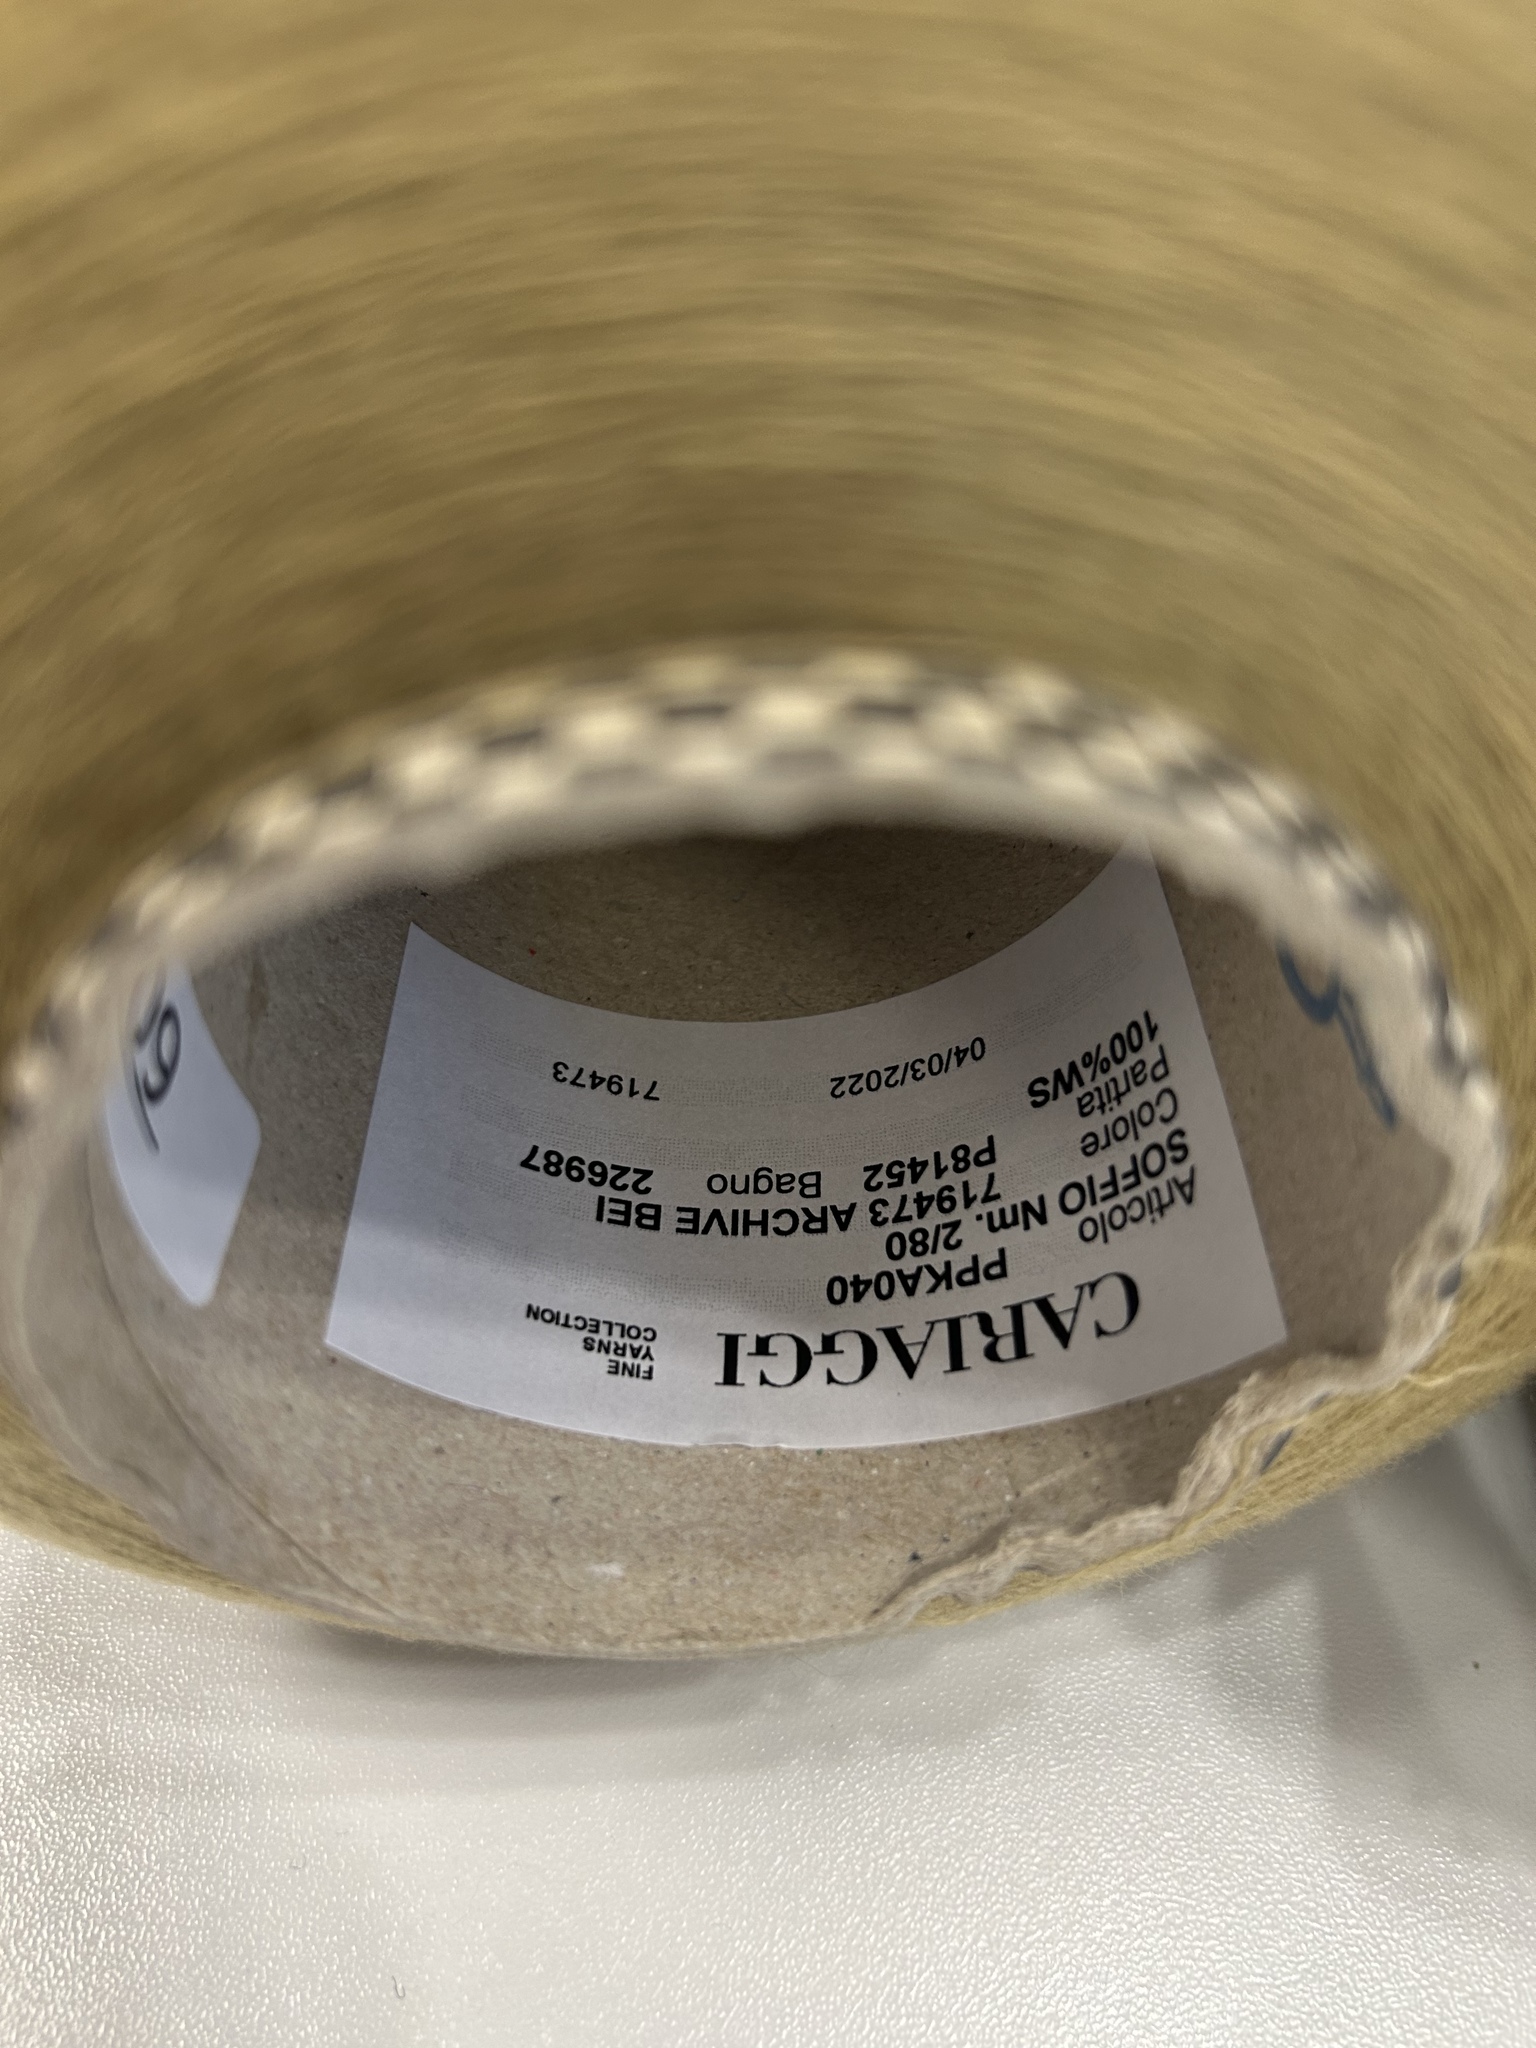 CARIAGGI
FINE
YARNS
COLLECTION
Articolo PPKA040
SOFFIO Nm. 2/80
Colore 719473 ARCHIVE BEI
Partita P81452 Bagno 226987
100%WS
04/03/2022 719473